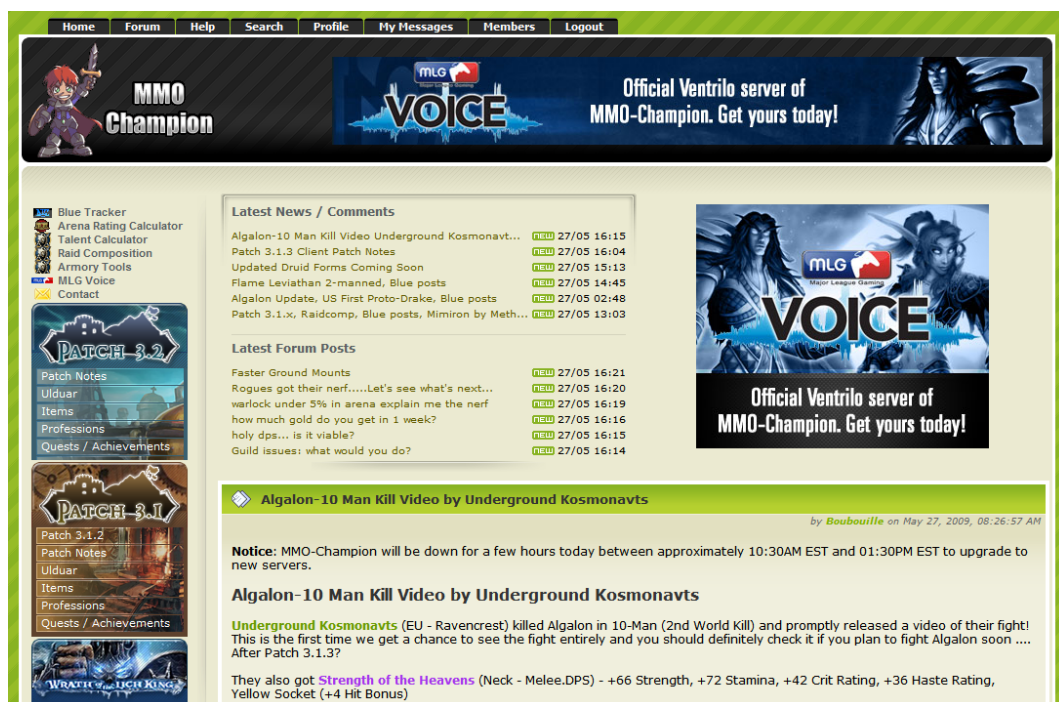 Home Forum Help Search Profile My Messages Members Logout
MMO
Champion
MLG
Major League Gaming
VOICE
Official Ventrilo server of
MMO-Champion. Get yours today!
Blue Tracker
Arena Rating Calculator
Talent Calculator
Raid Composition
Armory Tools
MLG Voice
Contact
PATCH 3.2
Patch Notes
Ulduar
Items
Professions
Quests / Achievements
PATCH 3.1
Patch 3.1.2
Patch Notes
Ulduar
Items
Professions
Quests / Achievements
WRATH of the LICH KING
Latest News / Comments
Algalon-10 Man Kill Video Underground Kosmonavt... new 27/05 16:15
Patch 3.1.3 Client Patch Notes new 27/05 16:04
Updated Druid Forms Coming Soon new 27/05 15:13
Flame Leviathan 2-manned, Blue posts new 27/05 14:45
Algalon Update, US First Proto-Drake, Blue posts new 27/05 02:48
Patch 3.1.x, Raidcomp, Blue posts, Mimiron by Meth... new 27/05 13:03
Latest Forum Posts
Faster Ground Mounts new 27/05 16:21
Rogues got their nerf.....Let's see what's next... new 27/05 16:20
warlock under 5% in arena explain me the nerf new 27/05 16:19
how much gold do you get in 1 week? new 27/05 16:16
holy dps... is it viable? new 27/05 16:15
Guild issues: what would you do? new 27/05 16:14
MLG
Major League Gaming
VOICE
Official Ventrilo server of
MMO-Champion. Get yours today!
Algalon-10 Man Kill Video by Underground Kosmonavts
by Boubouille on May 27, 2009, 08:26:57 AM
Notice: MMO-Champion will be down for a few hours today between approximately 10:30AM EST and 01:30PM EST to upgrade to
new servers.
Algalon-10 Man Kill Video by Underground Kosmonavts
Underground Kosmonavts (EU - Ravencrest) killed Algalon in 10-Man (2nd World Kill) and promptly released a video of their fight!
This is the first time we get a chance to see the fight entirely and you should definitely check it if you plan to fight Algalon soon ....
After Patch 3.1.3?
They also got Strength of the Heavens (Neck - Melee.DPS) - +66 Strength, +72 Stamina, +42 Crit Rating, +36 Haste Rating,
Yellow Socket (+4 Hit Bonus)